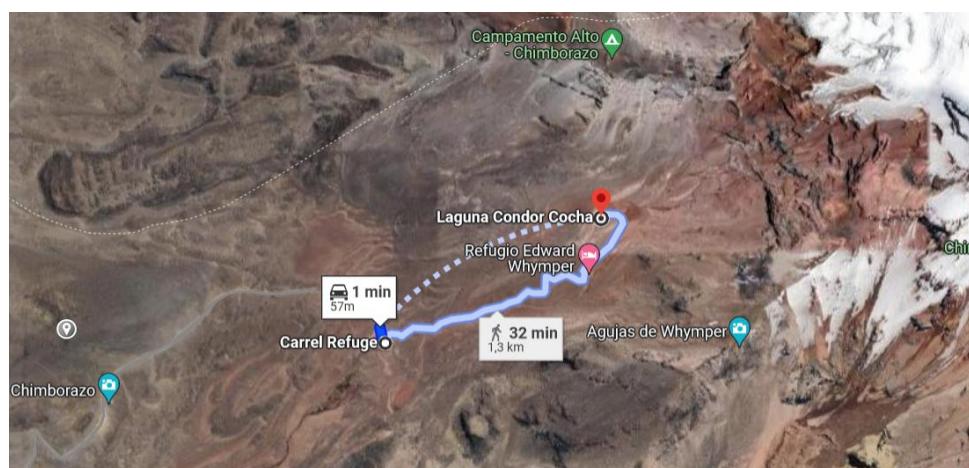 Campamento Alto
- Chimborazo
Laguna Condor Cocha
Refugio Edward
Whymper
1 min
57m
Carrel Refuge
32 min
1,3 km
Agujas de Whymper
Chimborazo
Chi